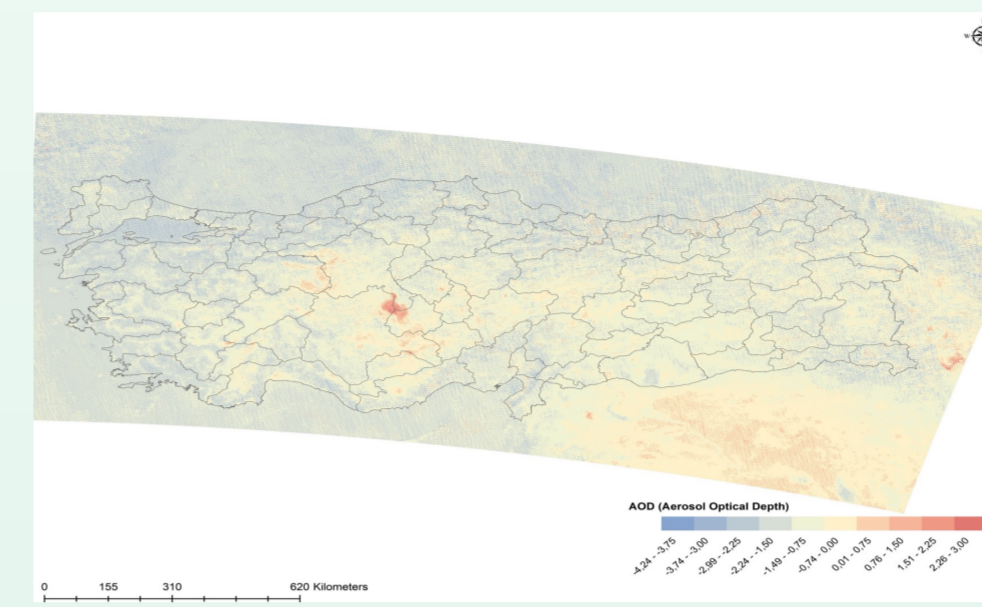 W
AOD (Aerosol Optical Depth)
-4,24 - -3,75
-3,74 - -3,00
-2,99 - -2,25
-2,24 - -1,50
-1,49 - -0,75
-0,74 - 0,00
0,01 - 0,75
0,76 - 1,50
1,51 - 2,25
2,26 - 3,00
0 155 310 620 Kilometers